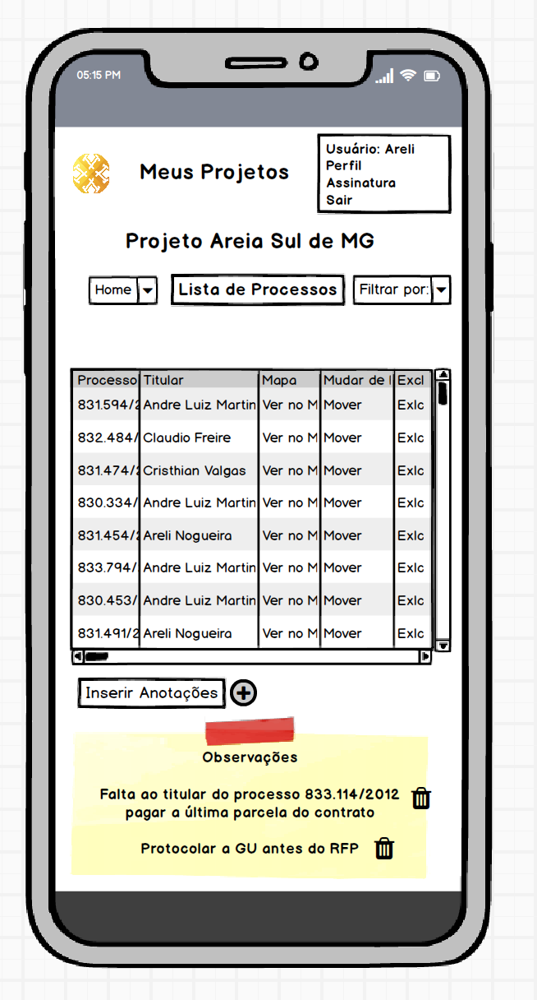 05:15 PM
Meus Projetos
Usuário: Areli
Perfil
Assinatura
Sair
Projeto Areia Sul de MG
Home
Lista de Processos
Filtrar por:
Processo Titular Mapa Mudar de Excl
831.594/2 Andre Luiz Martin Ver no M Mover Exlc
832.484/ Claudio Freire Ver no M Mover Exlc
831.474/2 Cristhian Valgas Ver no M Mover Exlc
830.334/ Andre Luiz Martin Ver no M Mover Exlc
831.454/2 Areli Nogueira Ver no M Mover Exlc
833.794/ Andre Luiz Martin Ver no M Mover Exlc
830.453/ Andre Luiz Martin Ver no M Mover Exlc
831.491/2 Areli Nogueira Ver no M Mover Exlc
Inserir Anotações
Observações
Falta ao titular do processo 833.114/2012
pagar a última parcela do contrato
Protocolar a GU antes do RFP